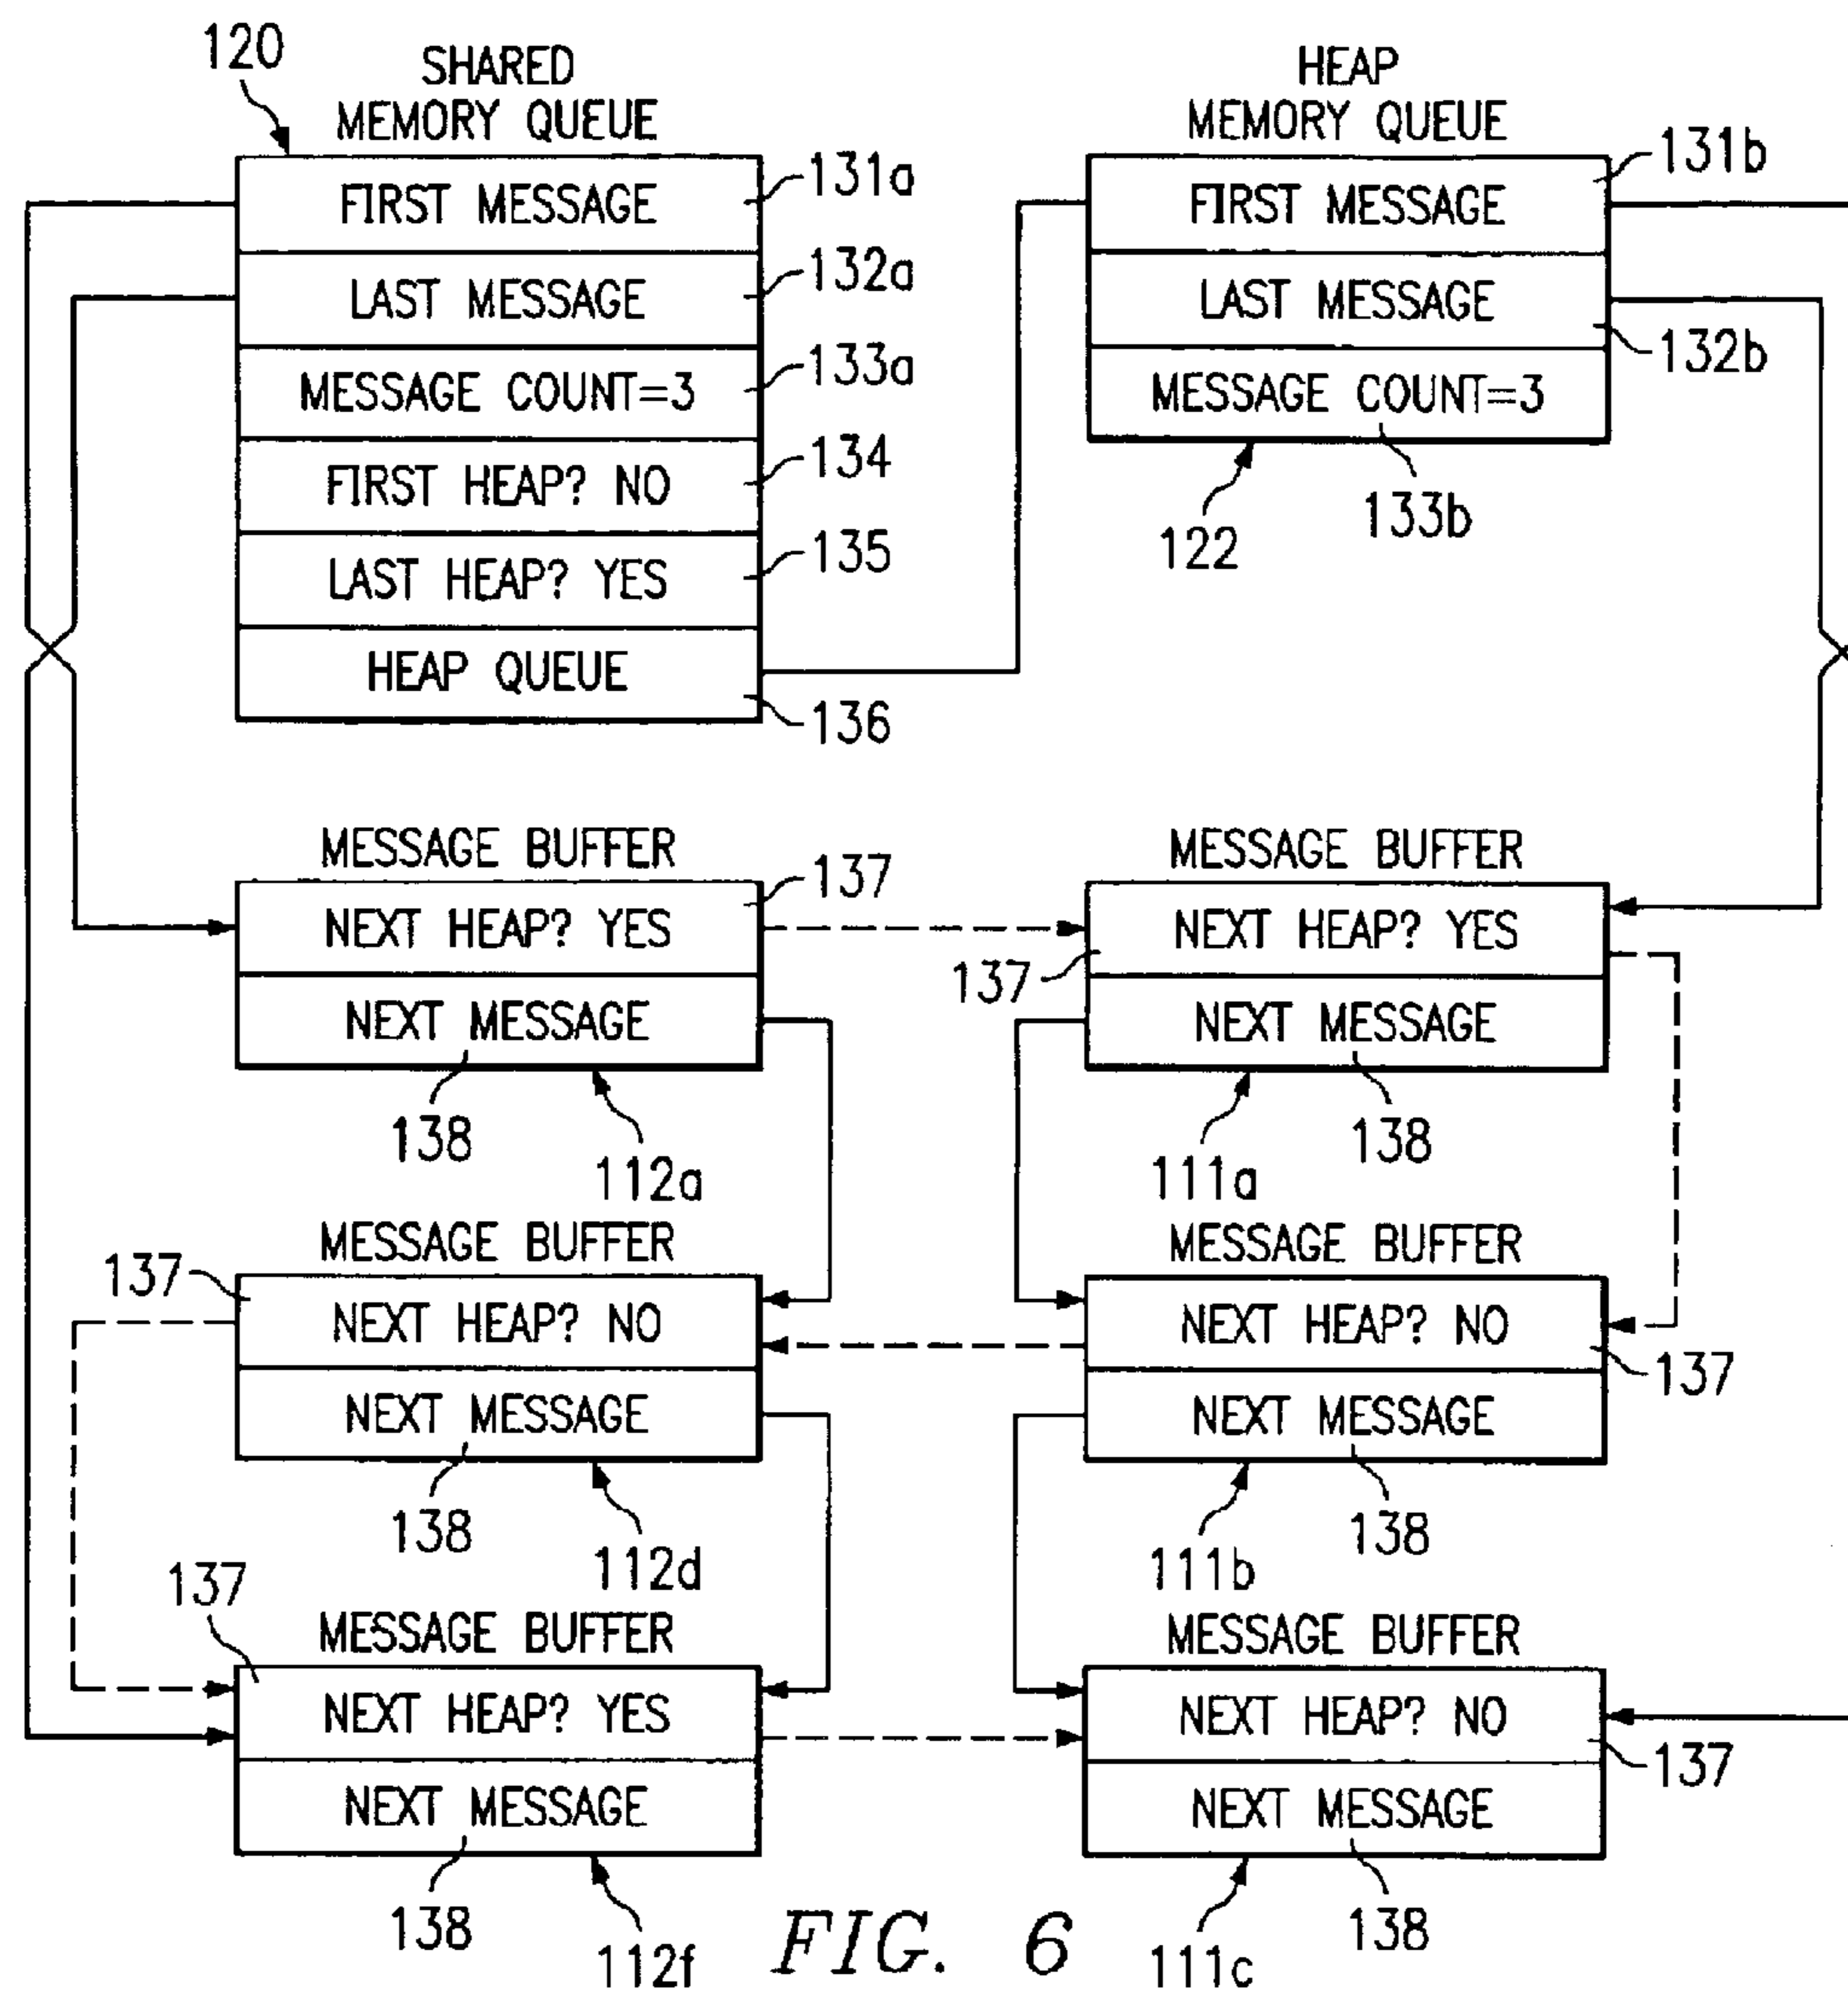 120
SHARED
MEMORY QUEUE
FIRST MESSAGE
131a
LAST MESSAGE
132a
MESSAGE COUNT=3
133a
FIRST HEAP? NO
134
LAST HEAP? YES
135
HEAP QUEUE
136
HEAP
MEMORY QUEUE
FIRST MESSAGE
131b
LAST MESSAGE
132b
MESSAGE COUNT=3
133b
122
MESSAGE BUFFER
137
NEXT HEAP? YES
NEXT MESSAGE
138
112a
MESSAGE BUFFER
NEXT HEAP? YES
137
NEXT MESSAGE
138
111a
MESSAGE BUFFER
137
NEXT HEAP? NO
NEXT MESSAGE
138
112d
MESSAGE BUFFER
NEXT HEAP? NO
137
NEXT MESSAGE
138
111b
137
MESSAGE BUFFER
NEXT HEAP? YES
NEXT MESSAGE
138
112f
MESSAGE BUFFER
NEXT HEAP? NO
137
NEXT MESSAGE
138
111c
FIG. 6